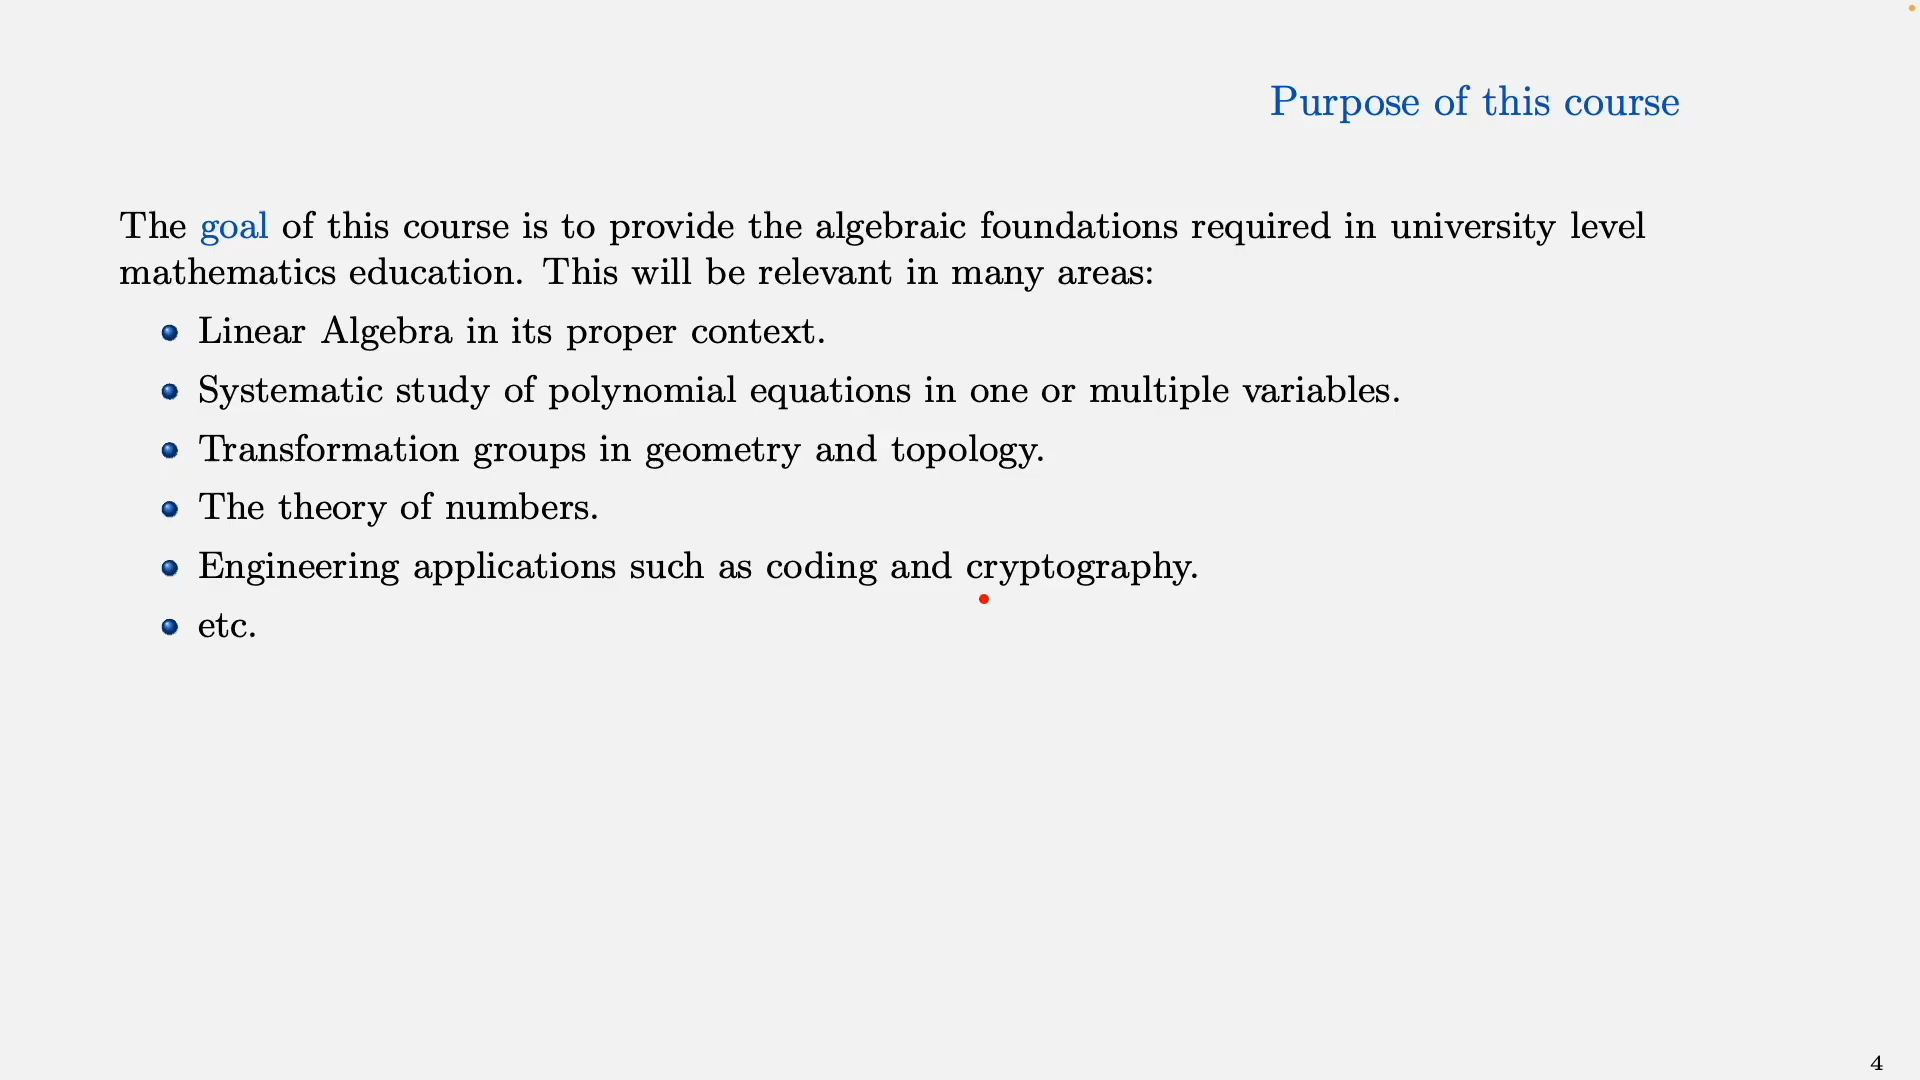 Purpose of this course
The goal of this course is to provide the algebraic foundations required in university level
mathematics education. This will be relevant in many areas:
Linear Algebra in its proper context.
Systematic study of polynomial equations in one or multiple variables.
Transformation groups in geometry and topology.
The theory of numbers.
Engineering applications such as coding and cryptography.
etc.
4